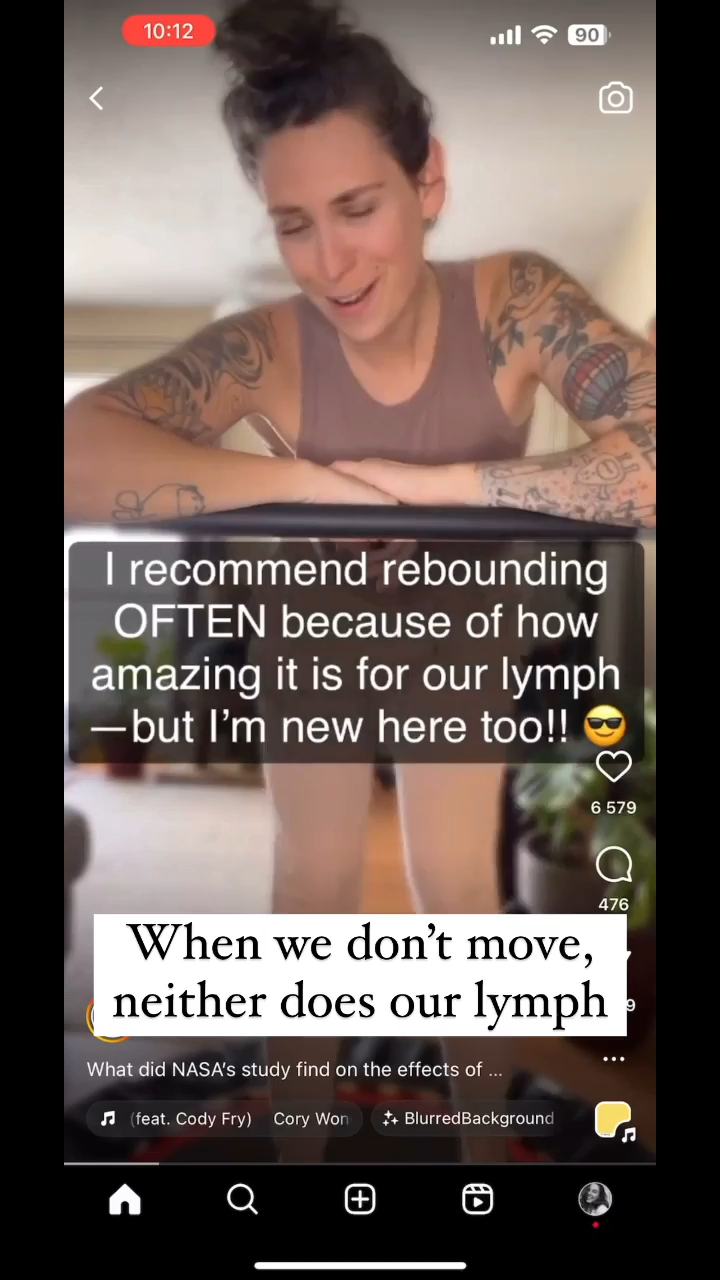 10:12
90
I recommend rebounding
OFTEN because of how
amazing it is for our lymph
—but I'm new here too!! 😎
6 579
476
When we don't move,
neither does our lymph
9
What did NASA's study find on the effects of ...
(feat. Cody Fry) Cory Won
BlurredBackground